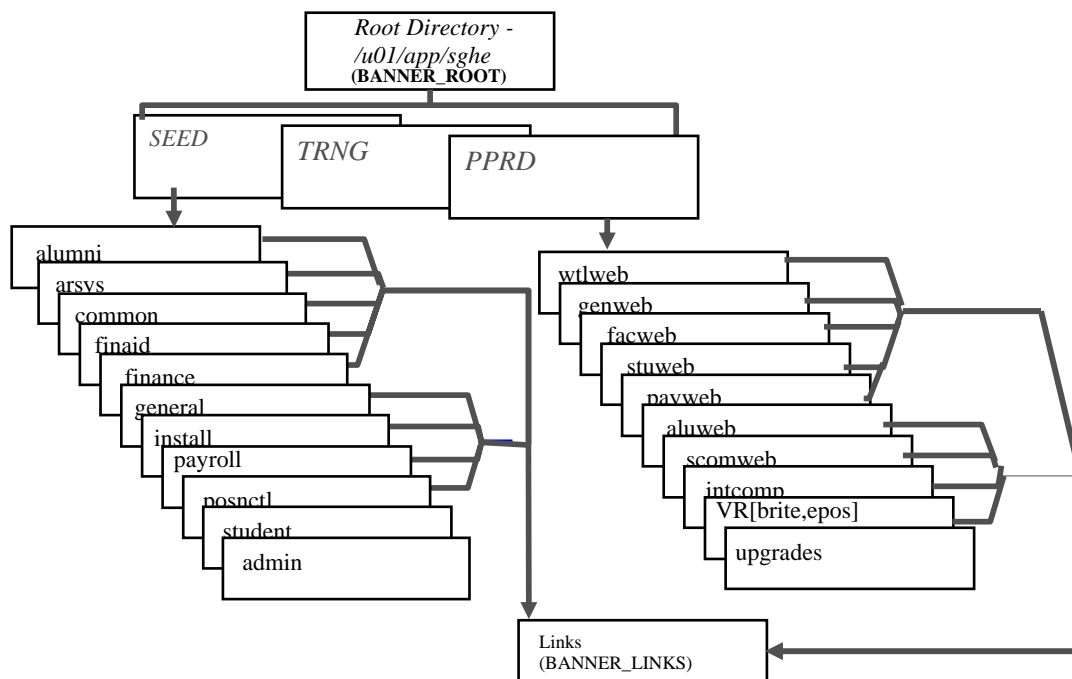 Root Directory -
/u01/app/sghe
(BANNER_ROOT)
SEED
TRNG
PPRD
alumni
arsys
common
finaid
finance
general
install
payroll
posnctl
student
admin
wtlweb
genweb
facweb
stuweb
payweb
aluweb
scomweb
intcomp
VR[brite,epos]
upgrades
Links
(BANNER_LINKS)